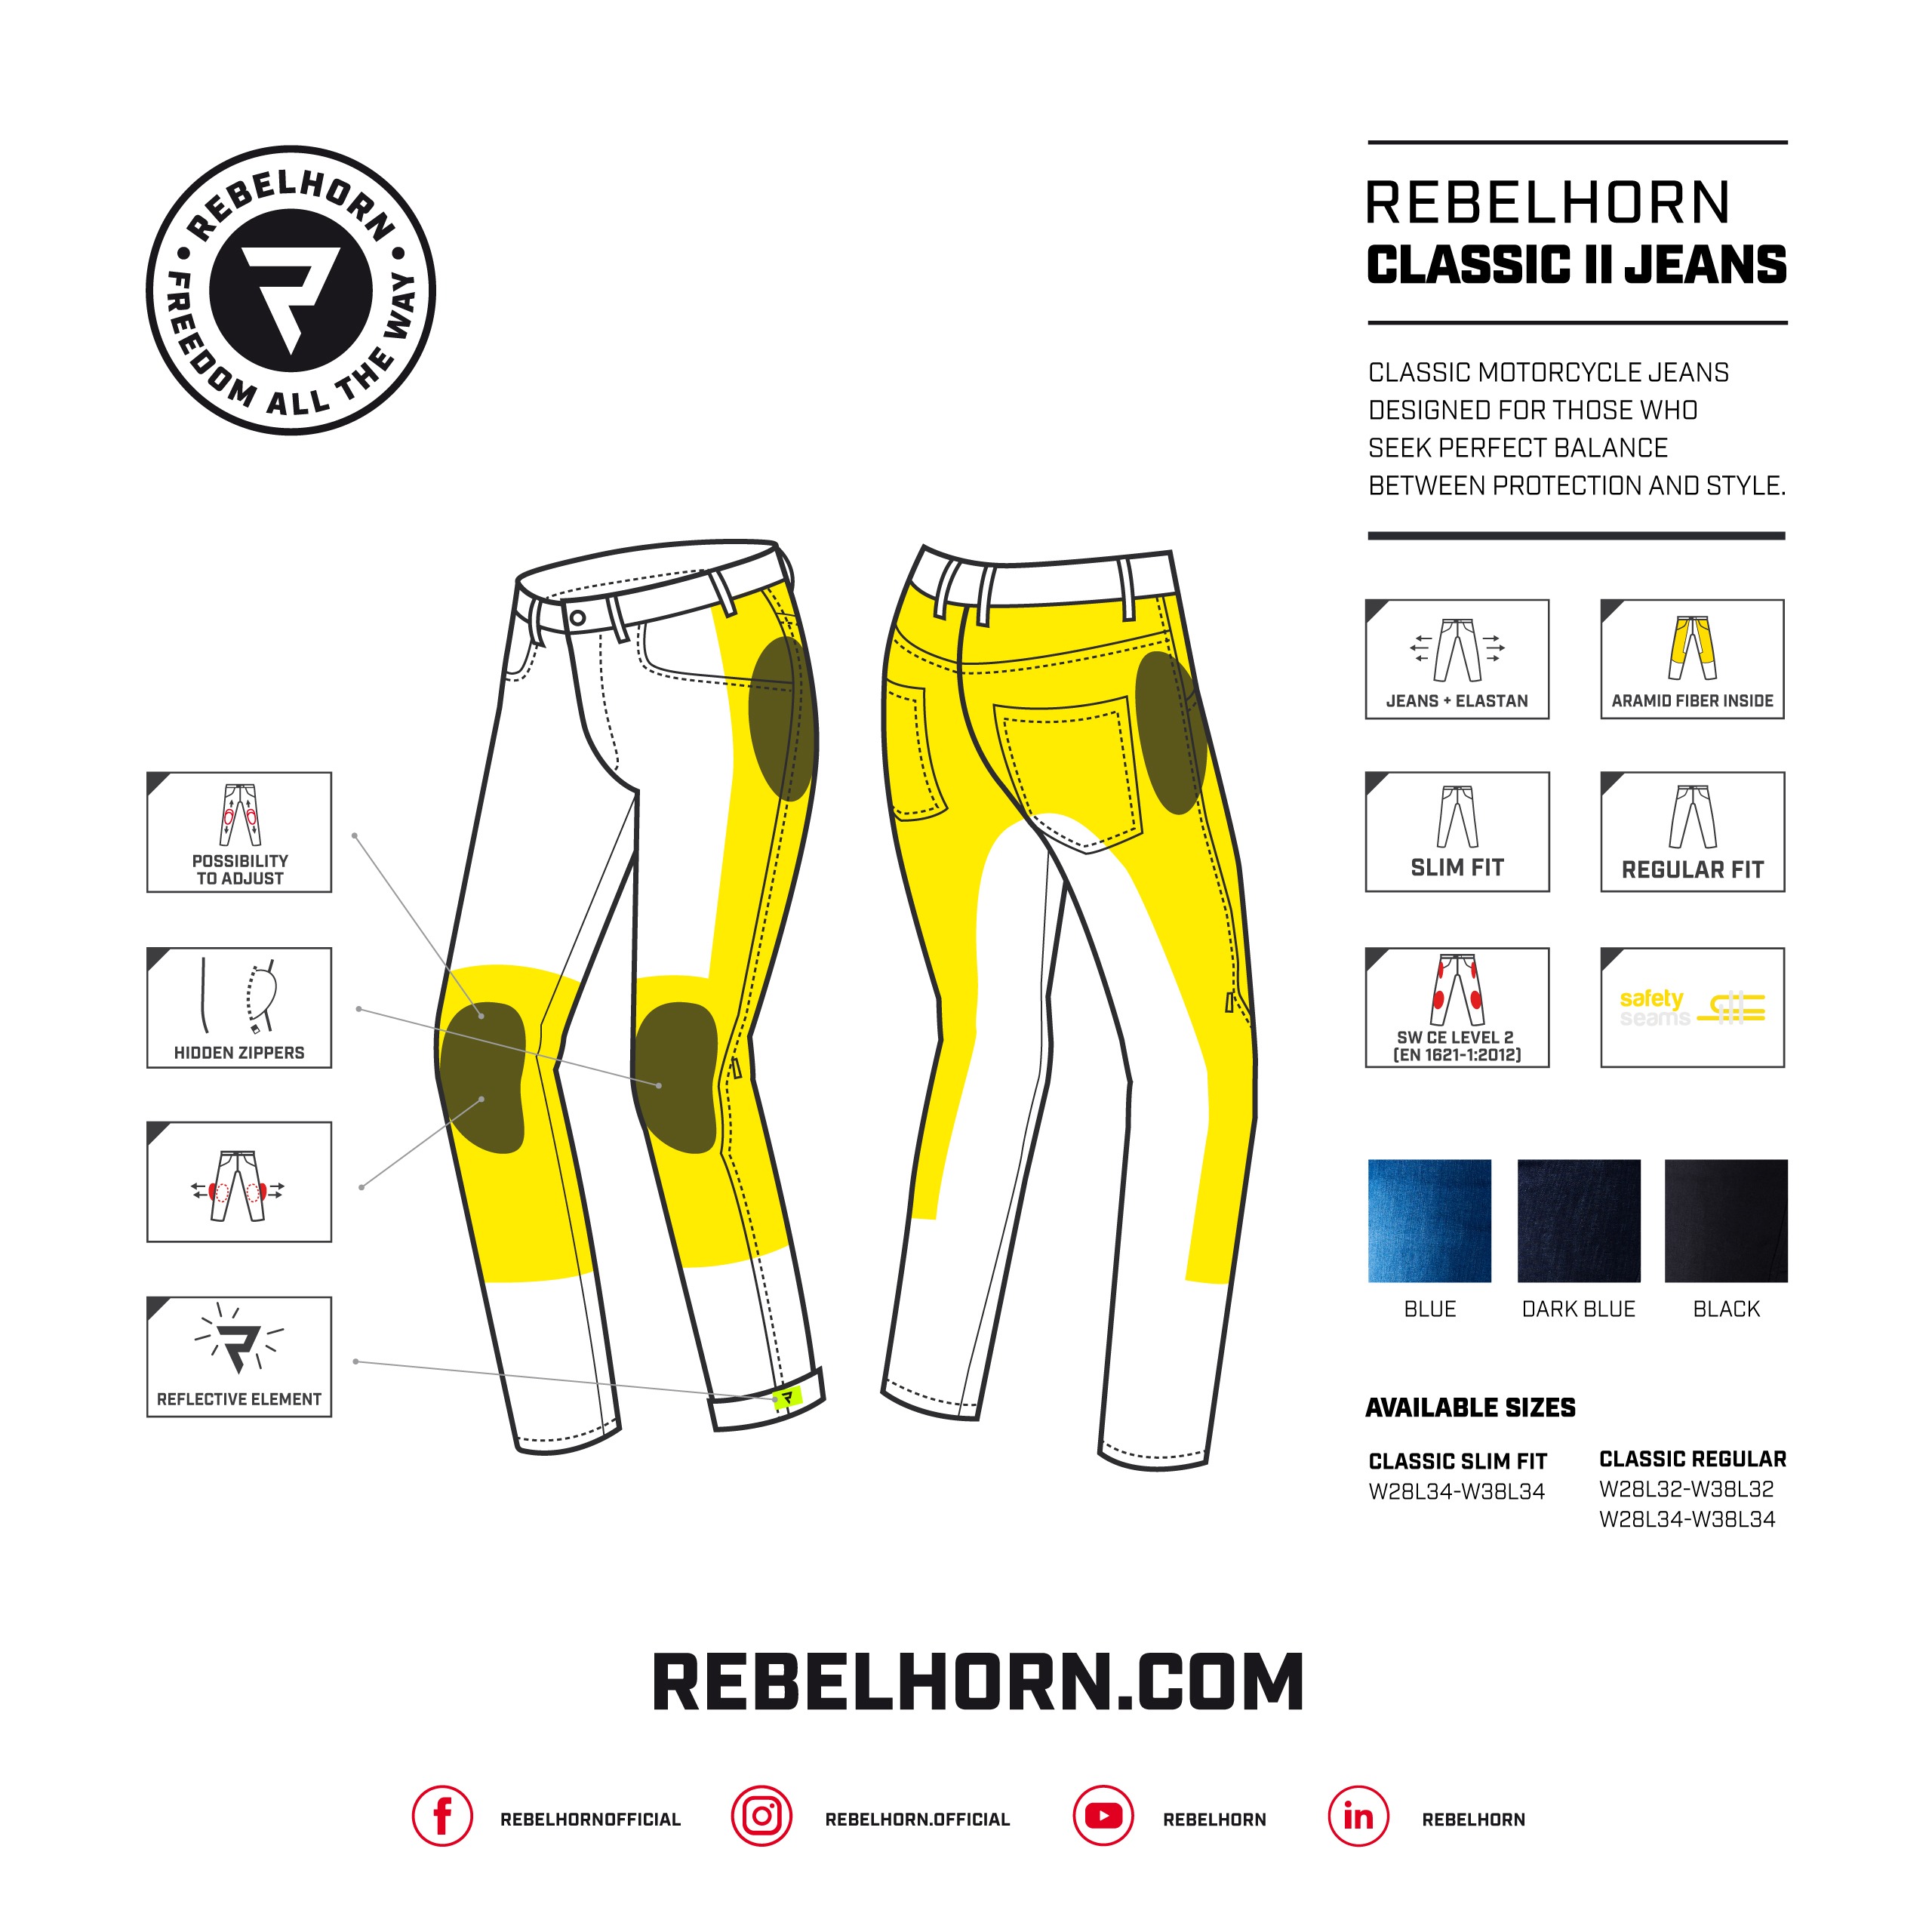 REBELHORN
FREEDOM ALL THE WAY
REBELHORN
CLASSIC II JEANS
CLASSIC MOTORCYCLE JEANS
DESIGNED FOR THOSE WHO
SEEK PERFECT BALANCE
BETWEEN PROTECTION AND STYLE.
JEANS + ELASTAN
ARAMID FIBER INSIDE
POSSIBILITY
TO ADJUST
SLIM FIT
REGULAR FIT
HIDDEN ZIPPERS
SW CE LEVEL 2
(EN 1621-1:2012)
safety
seams
REFLECTIVE ELEMENT
BLUE
DARK BLUE
BLACK
AVAILABLE SIZES
CLASSIC SLIM FIT
W28L34-W38L34
CLASSIC REGULAR
W28L32-W38L32
W28L34-W38L34
REBELHORN.COM
REBELHORNOFFICIAL
REBELHORN.OFFICIAL
REBELHORN
REBELHORN